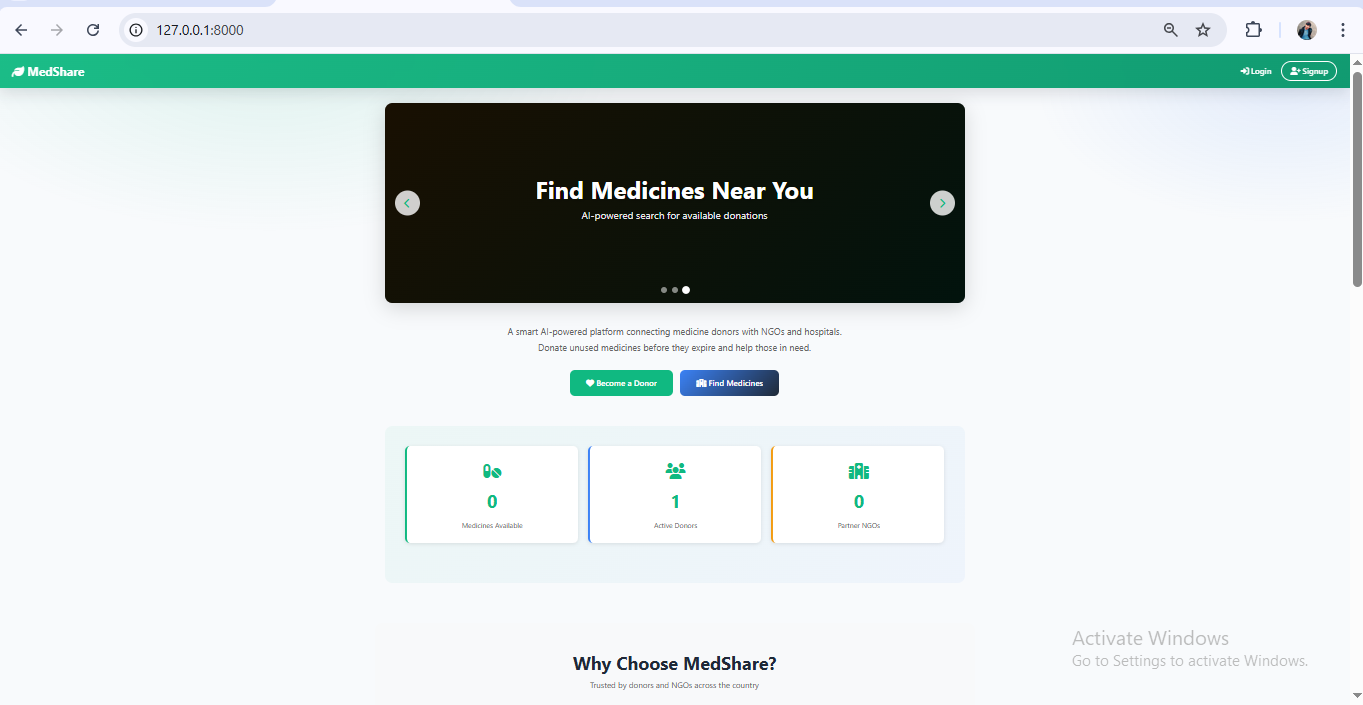 127.0.0.1:8000
MedShare
Login
Signup
Find Medicines Near You
AI-powered search for available donations
A smart AI-powered platform connecting medicine donors with NGOs and hospitals.
Donate unused medicines before they expire and help those in need.
Become a Donor
Find Medicines
0
Medicines Available
1
Active Donors
0
Partner NGOs
Why Choose MedShare?
Trusted by donors and NGOs across the country
Activate Windows
Go to Settings to activate Windows.